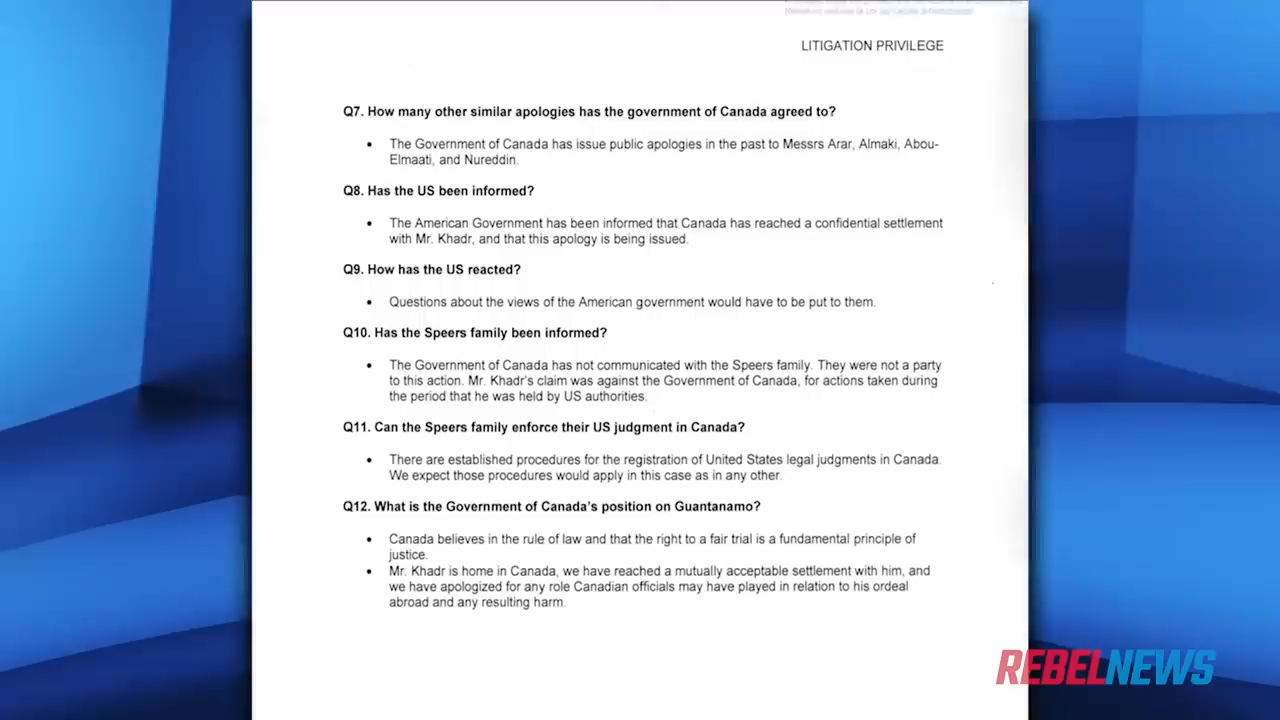 LITIGATION PRIVILEGE
Q7. How many other similar apologies has the government of Canada agreed to?
• The Government of Canada has issue public apologies in the past to Messrs Arar, Almaki, Abou-
Elmaati, and Nureddin.
Q8. Has the US been informed?
• The American Government has been informed that Canada has reached a confidential settlement
with Mr. Khadr, and that this apology is being issued.
Q9. How has the US reacted?
• Questions about the views of the American government would have to be put to them.
Q10. Has the Speers family been informed?
• The Government of Canada has not communicated with the Speers family. They were not a party
to this action. Mr. Khadr's claim was against the Government of Canada, for actions taken during
the period that he was held by US authorities.
Q11. Can the Speers family enforce their US judgment in Canada?
• There are established procedures for the registration of United States legal judgments in Canada.
We expect those procedures would apply in this case as in any other.
Q12. What is the Government of Canada's position on Guantanamo?
• Canada believes in the rule of law and that the right to a fair trial is a fundamental principle of
justice.
• Mr. Khadr is home in Canada, we have reached a mutually acceptable settlement with him, and
we have apologized for any role Canadian officials may have played in relation to his ordeal
abroad and any resulting harm.
REBELNEWS